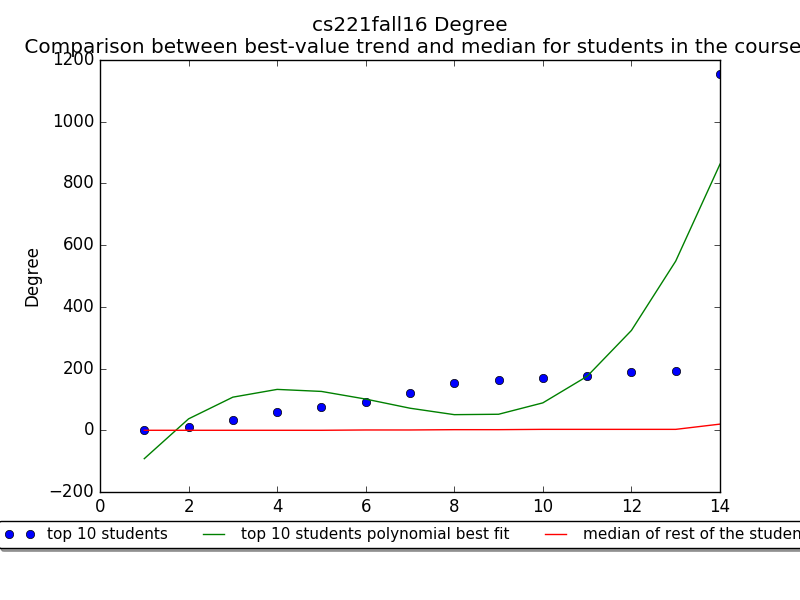 cs221fall16 Degree
Comparison between best-value trend and median for students in the course
1200
1000
800
600
400
200
0
−200
Degree
0 2 4 6 8 10 12 14
top 10 students top 10 students polynomial best fit median of rest of the studen